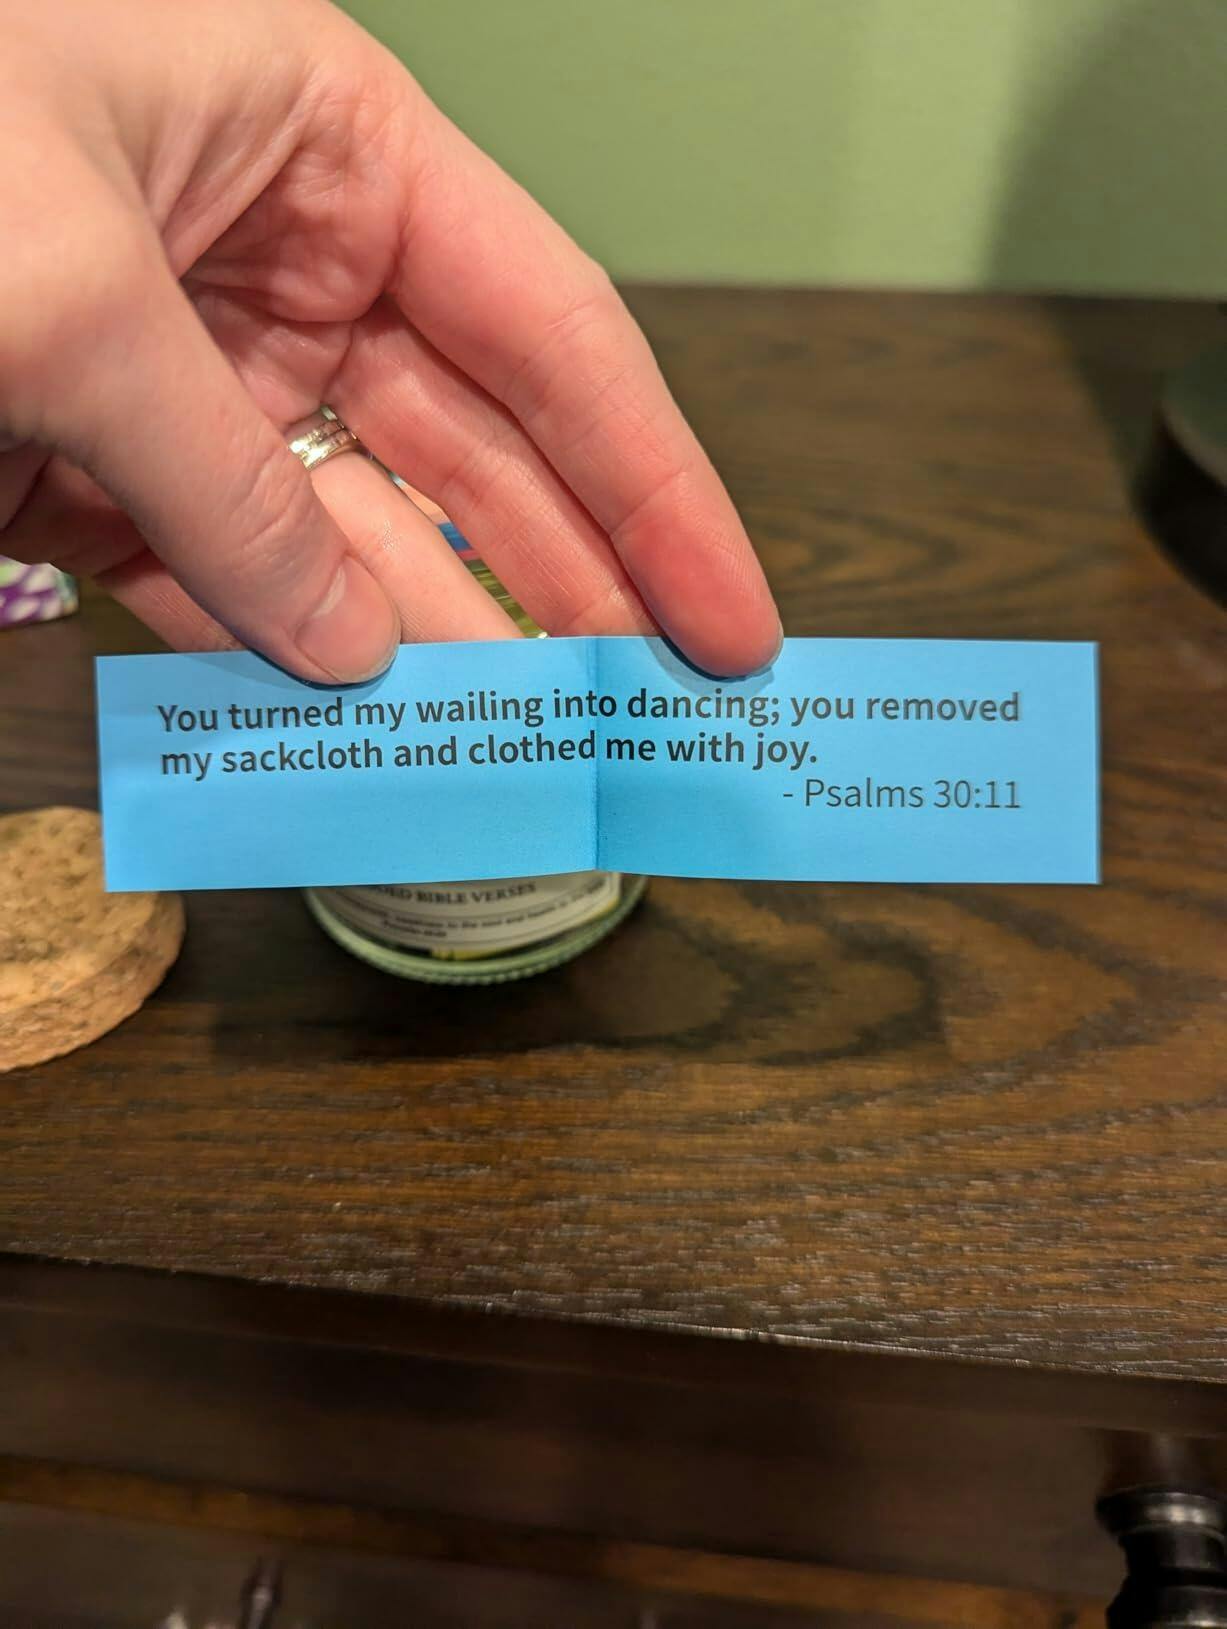 You turned my wailing into dancing; you removed
my sackcloth and clothed me with joy.
- Psalms 30:11
BIBLE VERSES